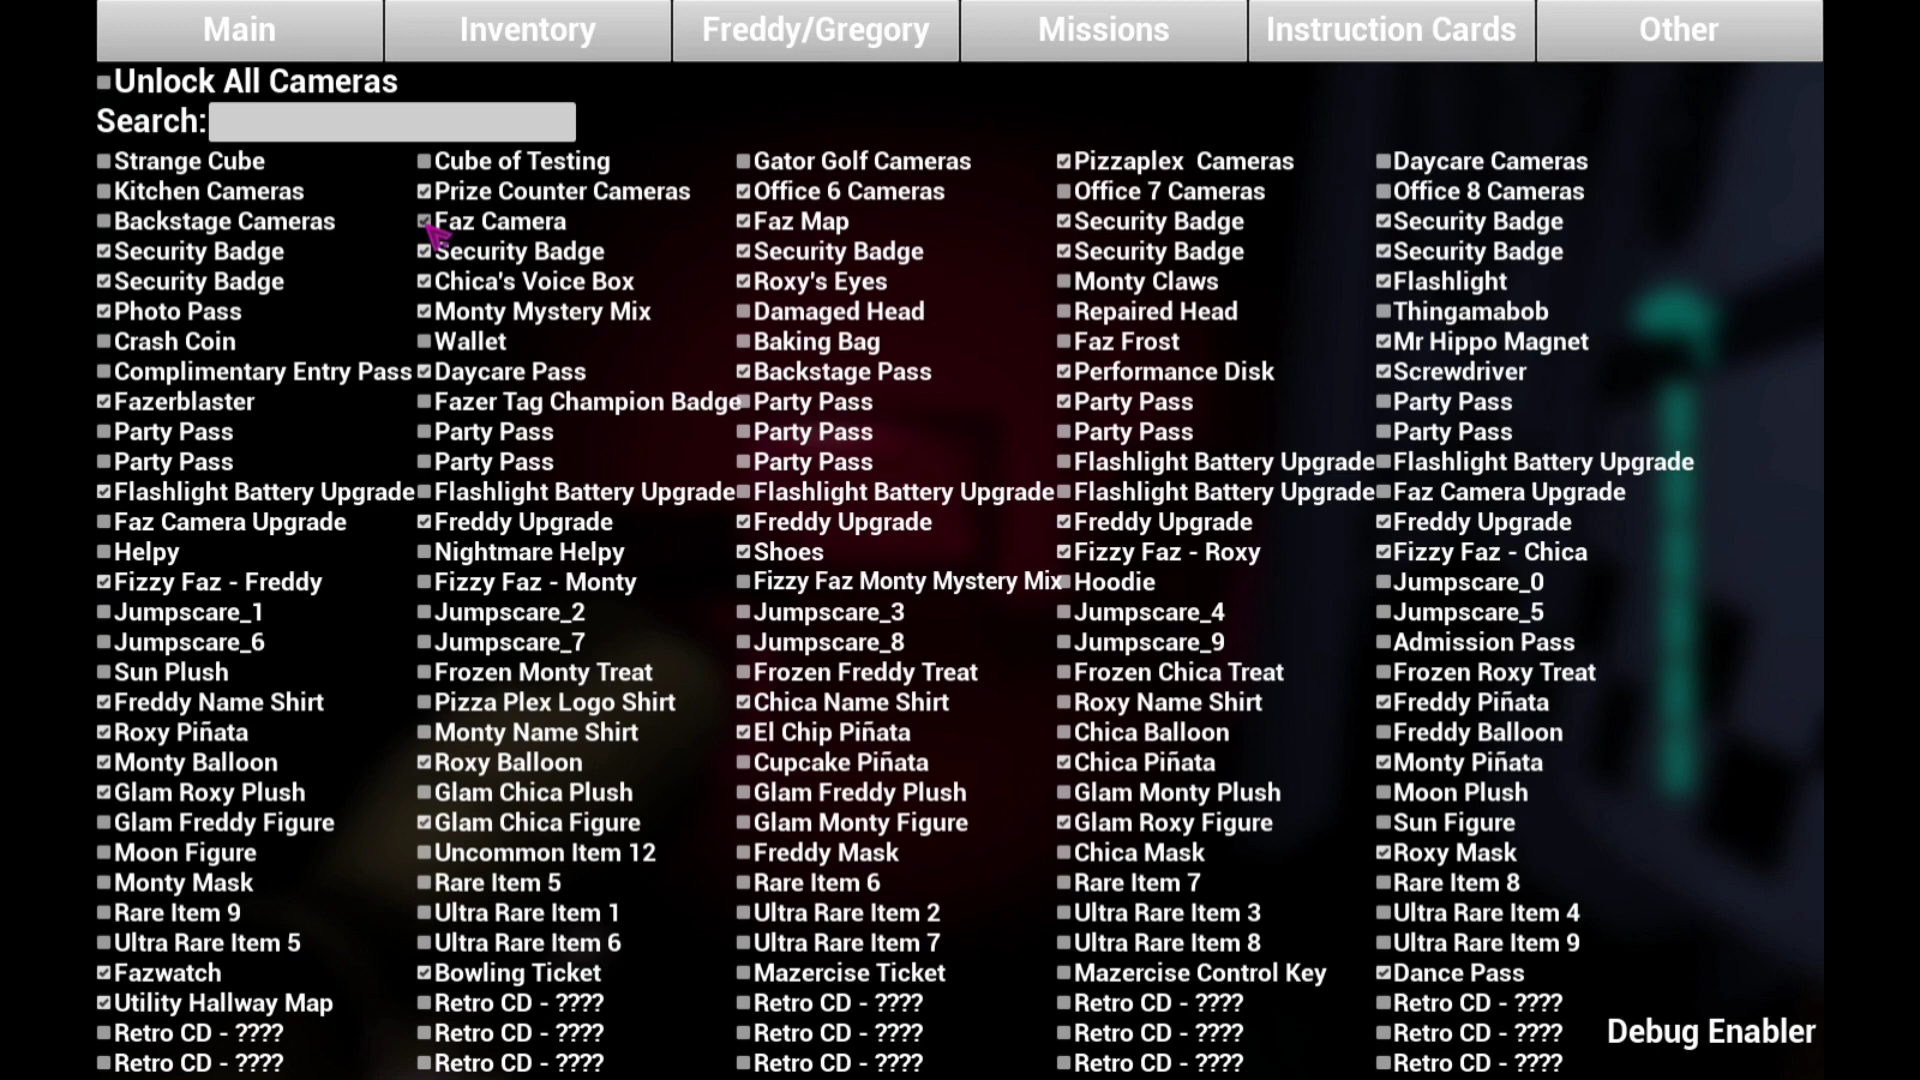 Main Inventory Freddy/Gregory Missions Instruction Cards Other
Unlock All Cameras
Search:
Strange Cube Cube of Testing Gator Golf Cameras Pizzaplex  Cameras Daycare Cameras
Kitchen Cameras Prize Counter Cameras Office 6 Cameras Office 7 Cameras Office 8 Cameras
Backstage Cameras Faz Camera Faz Map Security Badge Security Badge
Security Badge Security Badge Security Badge Security Badge Security Badge
Security Badge Chica's Voice Box Roxy's Eyes Monty Claws Flashlight
Photo Pass Monty Mystery Mix Damaged Head Repaired Head Thingamabob
Crash Coin Wallet Baking Bag Faz Frost Mr Hippo Magnet
Complimentary Entry Pass Daycare Pass Backstage Pass Performance Disk Screwdriver
Fazerblaster Fazer Tag Champion Badge Party Pass Party Pass Party Pass
Party Pass Party Pass Party Pass Party Pass Party Pass
Party Pass Party Pass Party Pass Flashlight Battery Upgrade Flashlight Battery Upgrade
Flashlight Battery Upgrade Flashlight Battery Upgrade Flashlight Battery Upgrade Flashlight Battery Upgrade Faz Camera Upgrade
Faz Camera Upgrade Freddy Upgrade Freddy Upgrade Freddy Upgrade Freddy Upgrade
Helpy Nightmare Helpy Shoes Fizzy Faz - Roxy Fizzy Faz - Chica
Fizzy Faz - Freddy Fizzy Faz - Monty Fizzy Faz Monty Mystery Mix Hoodie Jumpscare_0
Jumpscare_1 Jumpscare_2 Jumpscare_3 Jumpscare_4 Jumpscare_5
Jumpscare_6 Jumpscare_7 Jumpscare_8 Jumpscare_9 Admission Pass
Sun Plush Frozen Monty Treat Frozen Freddy Treat Frozen Chica Treat Frozen Roxy Treat
Freddy Name Shirt Pizza Plex Logo Shirt Chica Name Shirt Roxy Name Shirt Freddy Piñata
Roxy Piñata Monty Name Shirt El Chip Piñata Chica Balloon Freddy Balloon
Monty Balloon Roxy Balloon Cupcake Piñata Chica Piñata Monty Piñata
Glam Roxy Plush Glam Chica Plush Glam Freddy Plush Glam Monty Plush Moon Plush
Glam Freddy Figure Glam Chica Figure Glam Monty Figure Glam Roxy Figure Sun Figure
Moon Figure Uncommon Item 12 Freddy Mask Chica Mask Roxy Mask
Monty Mask Rare Item 5 Rare Item 6 Rare Item 7 Rare Item 8
Rare Item 9 Ultra Rare Item 1 Ultra Rare Item 2 Ultra Rare Item 3 Ultra Rare Item 4
Ultra Rare Item 5 Ultra Rare Item 6 Ultra Rare Item 7 Ultra Rare Item 8 Ultra Rare Item 9
Fazwatch Bowling Ticket Mazercise Ticket Mazercise Control Key Dance Pass
Utility Hallway Map Retro CD - ???? Retro CD - ???? Retro CD - ???? Retro CD - ????
Retro CD - ???? Retro CD - ???? Retro CD - ???? Retro CD - ???? Retro CD - ???? Debug Enabler
Retro CD - ???? Retro CD - ???? Retro CD - ???? Retro CD - ???? Retro CD - ????